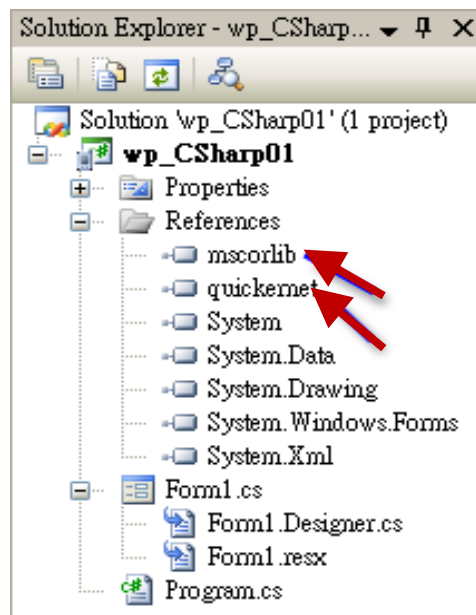 Solution Explorer - wp_CSharp...
Solution 'wp_CSharp01' (1 project)
wp_CSharp01
Properties
References
mscorlib
quickernet
System
System.Data
System.Drawing
System.Windows.Forms
System.Xml
Form1.cs
Form1.Designer.cs
Form1.resx
Program.cs